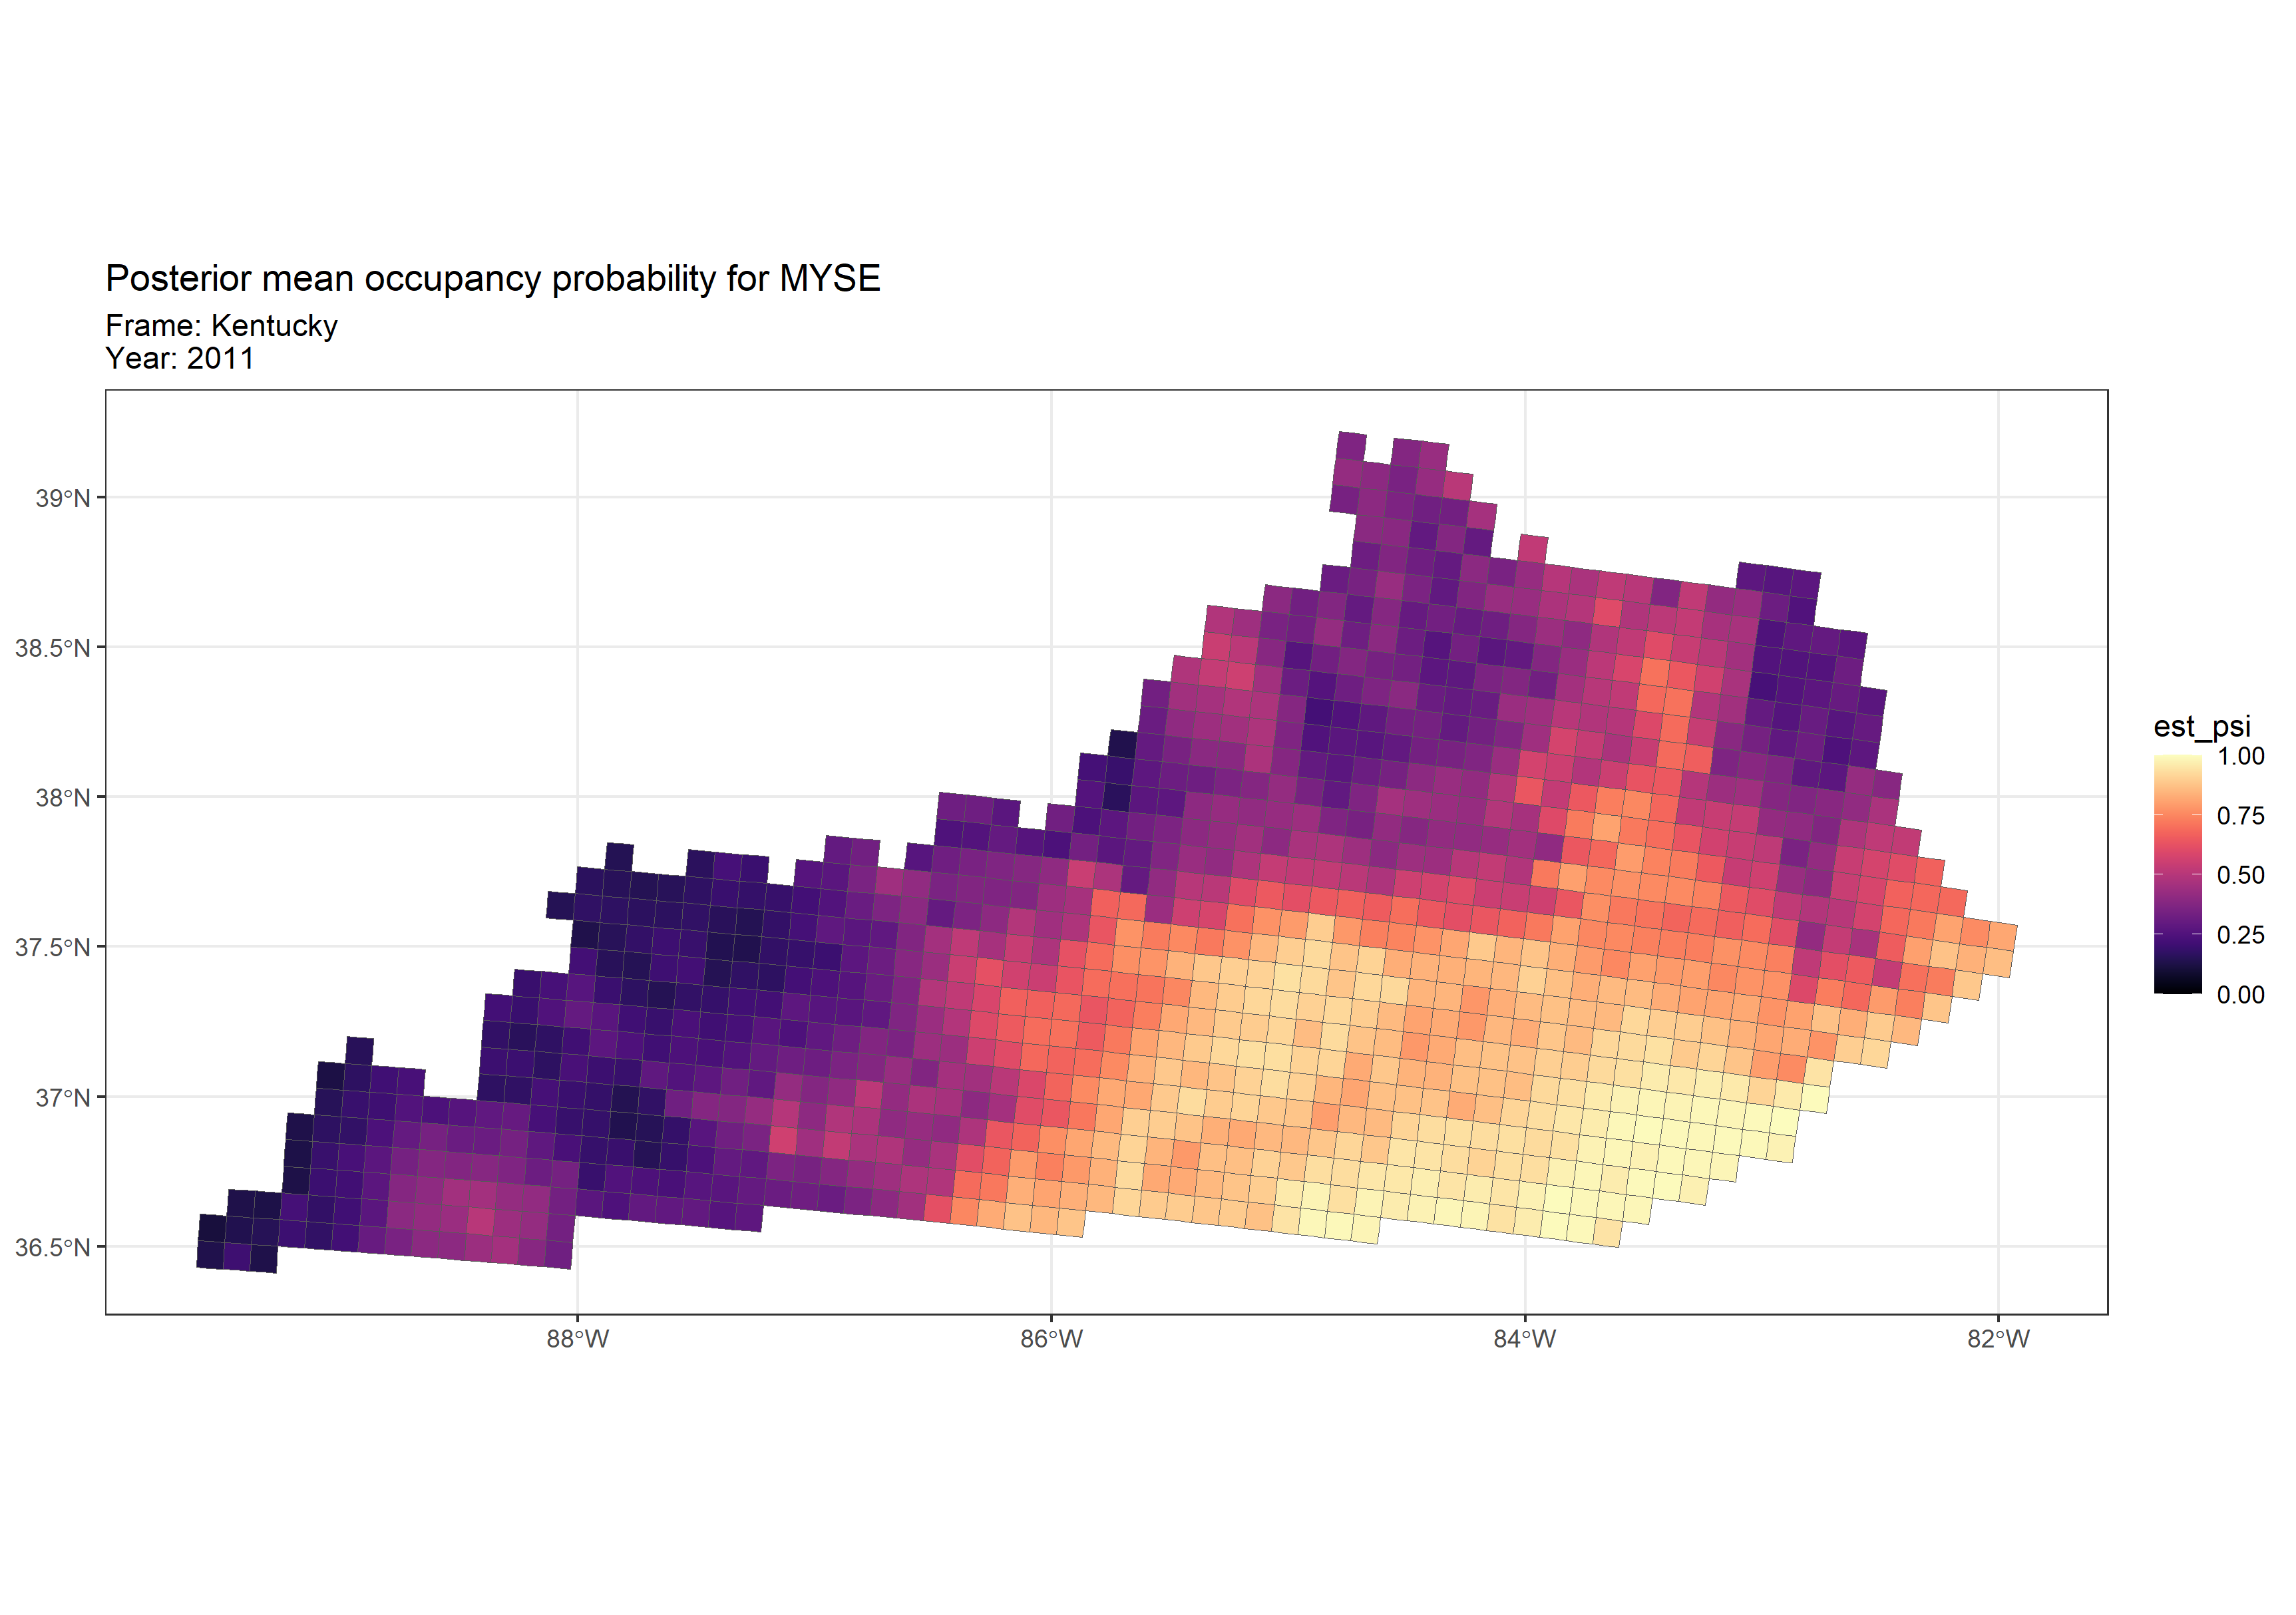 Posterior mean occupancy probability for MYSE
Frame: Kentucky
Year: 2011
39°N
38.5°N
38°N
37.5°N
37°N
36.5°N
88°W
86°W
84°W
82°W
est_psi
1.00
0.75
0.50
0.25
0.00